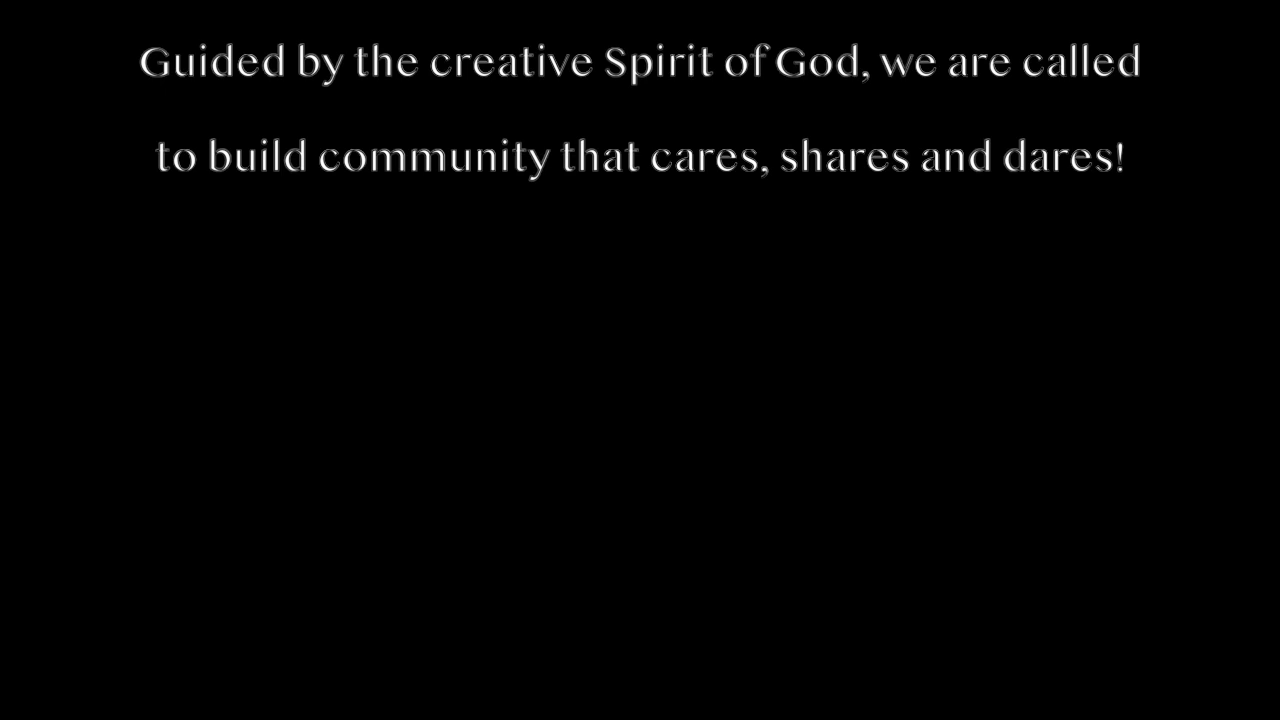 Guided by the creative Spirit of God, we are called
to build community that cares, shares and dares!